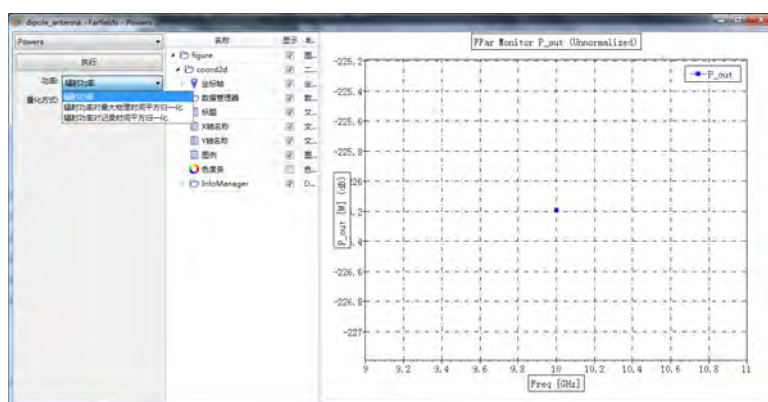 dipole_antenna - Farfields - Powers
Powers
执行
功率: 辐射功率
辐射功率
辐射功率对最大物理时间平方归一化
辐射功率对记录时间平方归一化
量化方式:
名称 显示
figure
coord2d
坐标轴
数据管理器
标题
X轴名称
Y轴名称
图例
色度条
InfoManager D...
FFar Monitor P_out (Unnormalized)
P_out
P_out [W] (db)
-225.2
-225.4
-225.6
-225.8
-226
-226.6
-226.8
-227
9 9.2 9.4 9.6 9.8 10 10.2 10.4 10.6 10.8 11
Freq [GHz]